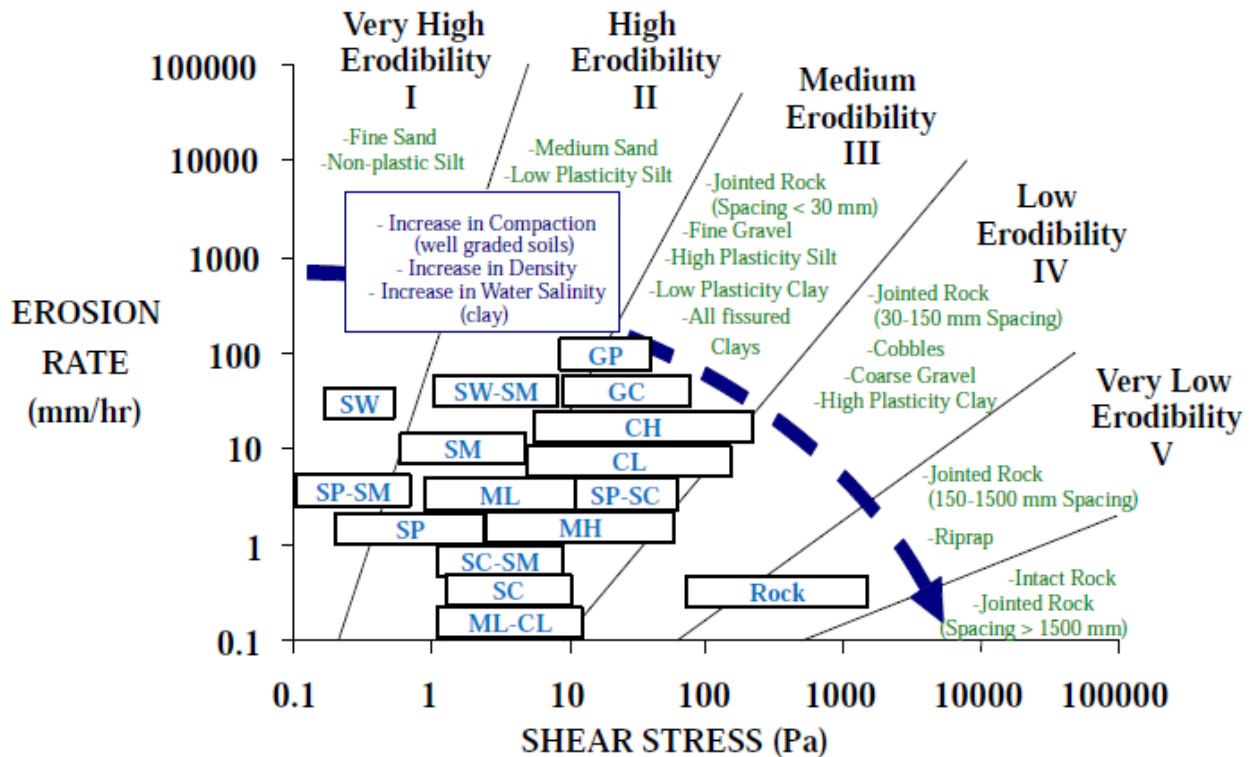 Very High
Erodibility
I
High
Erodibility
II
Medium
Erodibility
III
Low
Erodibility
IV
Very Low
Erodibility
V
-Fine Sand
-Non-plastic Silt
-Medium Sand
-Low Plasticity Silt
-Jointed Rock
(Spacing < 30 mm)
-Fine Gravel
-High Plasticity Silt
-Low Plasticity Clay
-All fissured
Clays
-Jointed Rock
(30-150 mm Spacing)
-Cobbles
-Coarse Gravel
-High Plasticity Clay
-Jointed Rock
(150-1500 mm Spacing)
-Riprap
-Intact Rock
-Jointed Rock
(Spacing > 1500 mm)
- Increase in Compaction
(well graded soils)
- Increase in Density
- Increase in Water Salinity
(clay)
EROSION
RATE
(mm/hr)
100000
10000
1000
100
10
1
0.1
GP
SW
SW-SM
GC
CH
SM
CL
SP-SM
ML
SP-SC
SP
MH
SC-SM
SC
Rock
ML-CL
0.1
1
10
100
1000
10000
100000
SHEAR STRESS (Pa)